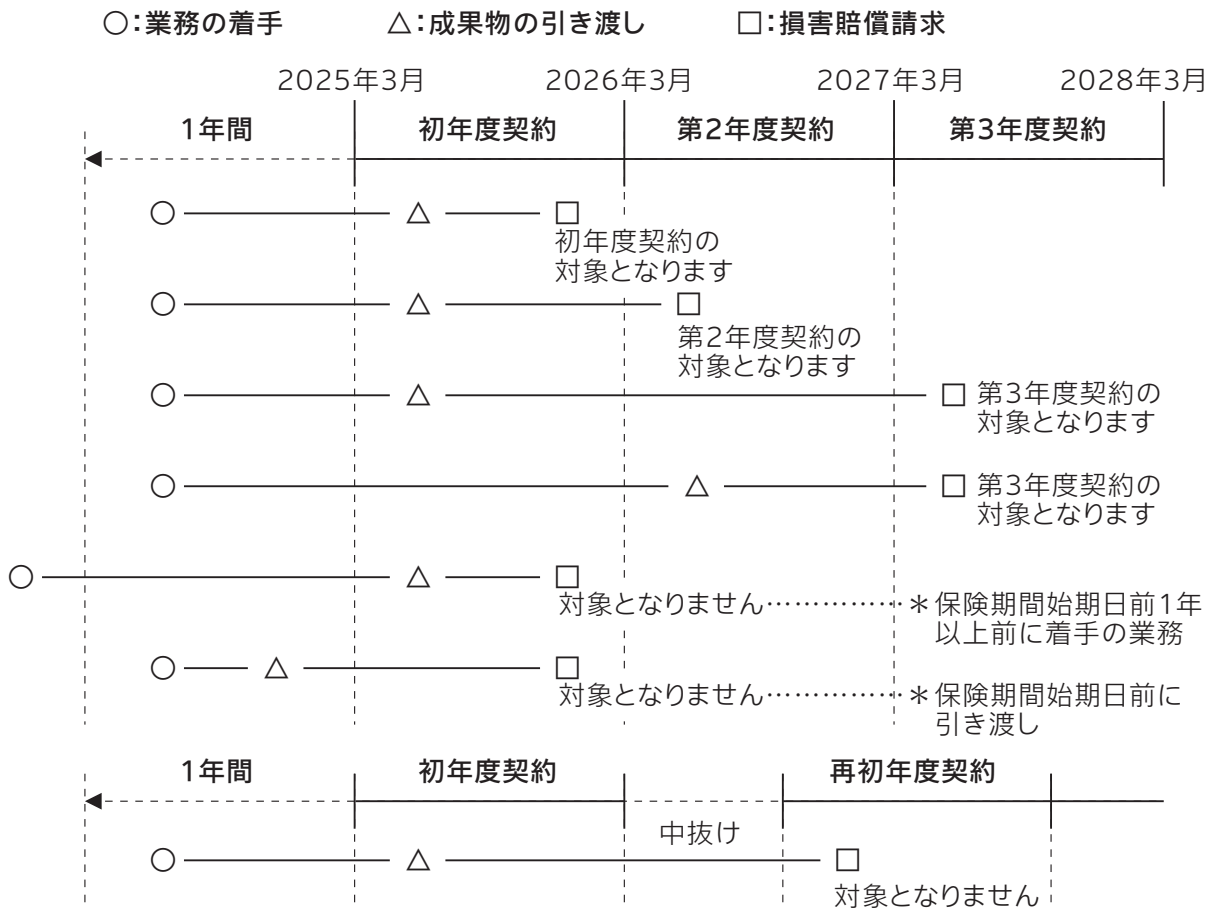 ○:業務の着手 △:成果物の引き渡し □:損害賠償請求
2025年3月 2026年3月 2027年3月 2028年3月
1年間 初年度契約 第2年度契約 第3年度契約
初年度契約の
対象となります
第2年度契約の
対象となります
第3年度契約の
対象となります
第3年度契約の
対象となります
対象となりません……………＊保険期間始期日前1年
以上前に着手の業務
対象となりません……………＊保険期間始期日前に
引き渡し
1年間 初年度契約 再初年度契約
中抜け
対象となりません